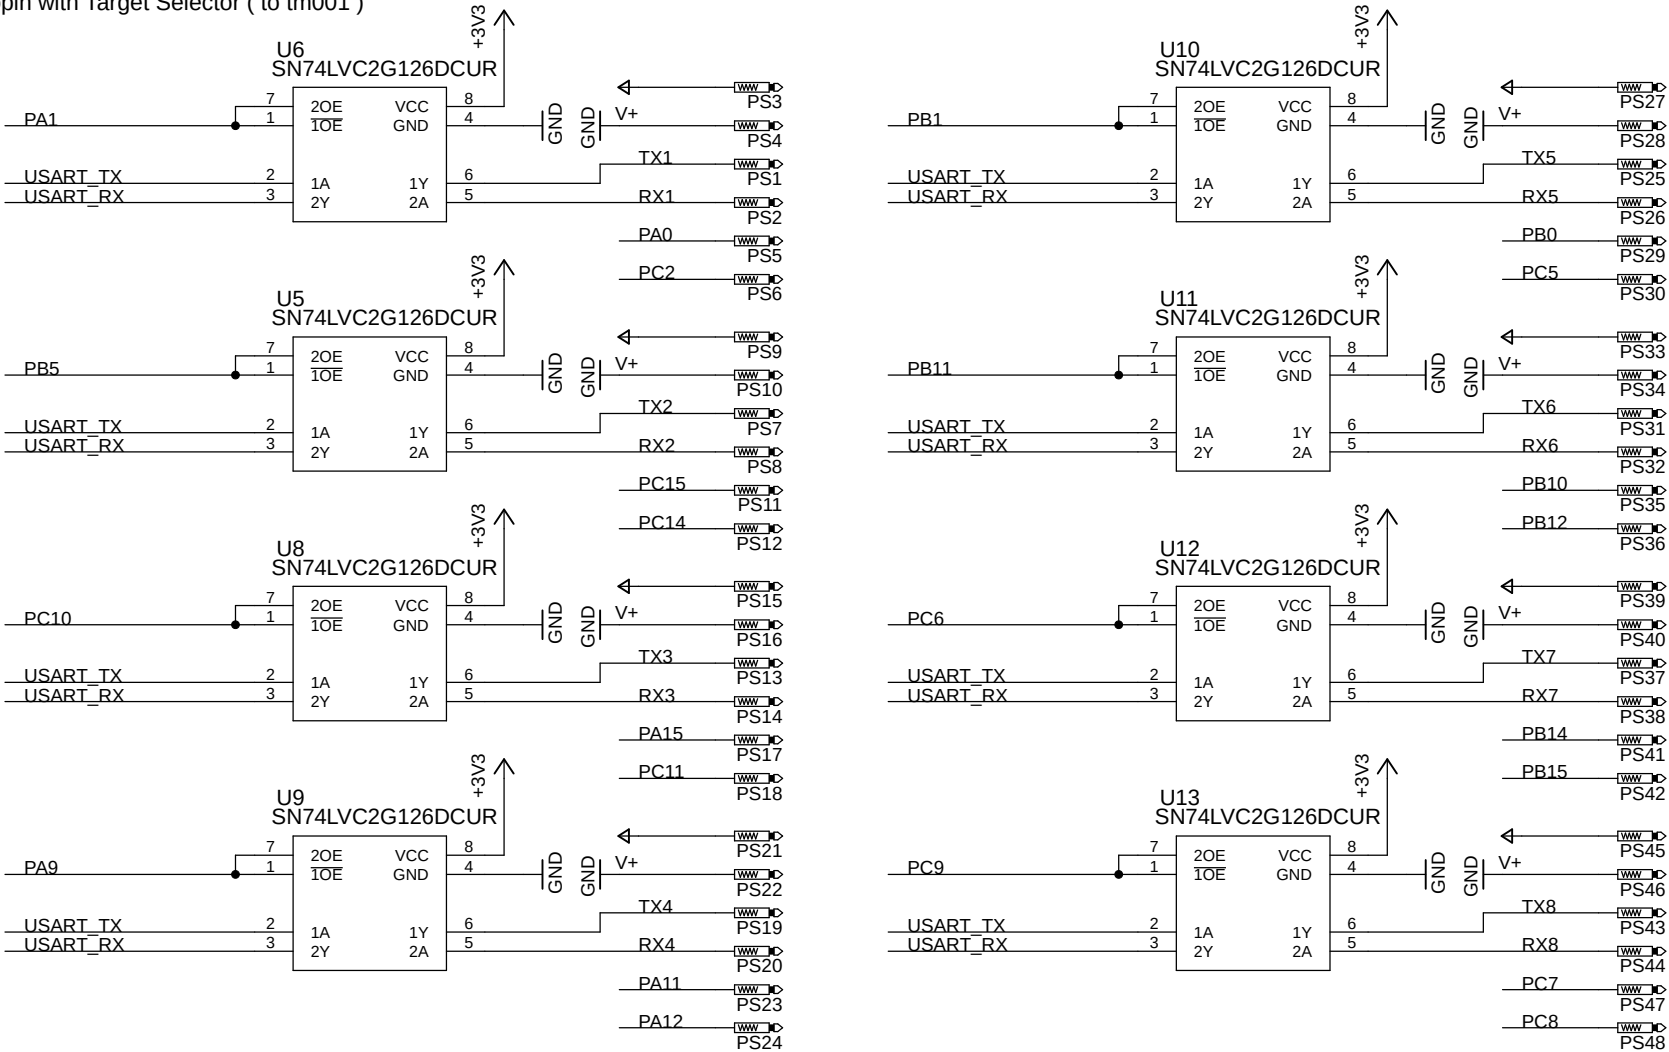 pin with Target Selector ( to tm001 )
U6
SN74LVC2G126DCUR
+3V3
PA1
7 2OE VCC 8
1 1OE GND 4
GND
GND
V+
USART_TX
2 1A 1Y 6
USART_RX
3 2Y 2A 5
TX1
RX1
PA0
PC2
PS3
PS4
PS1
PS2
PS5
PS6
U5
SN74LVC2G126DCUR
+3V3
PB5
7 2OE VCC 8
1 1OE GND 4
GND
GND
V+
USART_TX
2 1A 1Y 6
USART_RX
3 2Y 2A 5
TX2
RX2
PC15
PC14
PS9
PS10
PS7
PS8
PS11
PS12
U8
SN74LVC2G126DCUR
+3V3
PC10
7 2OE VCC 8
1 1OE GND 4
GND
GND
V+
USART_TX
2 1A 1Y 6
USART_RX
3 2Y 2A 5
TX3
RX3
PA15
PC11
PS15
PS16
PS13
PS14
PS17
PS18
U9
SN74LVC2G126DCUR
+3V3
PA9
7 2OE VCC 8
1 1OE GND 4
GND
GND
V+
USART_TX
2 1A 1Y 6
USART_RX
3 2Y 2A 5
TX4
RX4
PA11
PA12
PS21
PS22
PS19
PS20
PS23
PS24
U10
SN74LVC2G126DCUR
+3V3
PB1
7 2OE VCC 8
1 1OE GND 4
GND
GND
V+
USART_TX
2 1A 1Y 6
USART_RX
3 2Y 2A 5
TX5
RX5
PB0
PC5
PS27
PS28
PS25
PS26
PS29
PS30
U11
SN74LVC2G126DCUR
+3V3
PB11
7 2OE VCC 8
1 1OE GND 4
GND
GND
V+
USART_TX
2 1A 1Y 6
USART_RX
3 2Y 2A 5
TX6
RX6
PB10
PB12
PS33
PS34
PS31
PS32
PS35
PS36
U12
SN74LVC2G126DCUR
+3V3
PC6
7 2OE VCC 8
1 1OE GND 4
GND
GND
V+
USART_TX
2 1A 1Y 6
USART_RX
3 2Y 2A 5
TX7
RX7
PB14
PB15
PS39
PS40
PS37
PS38
PS41
PS42
U13
SN74LVC2G126DCUR
+3V3
PC9
7 2OE VCC 8
1 1OE GND 4
GND
GND
V+
USART_TX
2 1A 1Y 6
USART_RX
3 2Y 2A 5
TX8
RX8
PC7
PC8
PS45
PS46
PS43
PS44
PS47
PS48